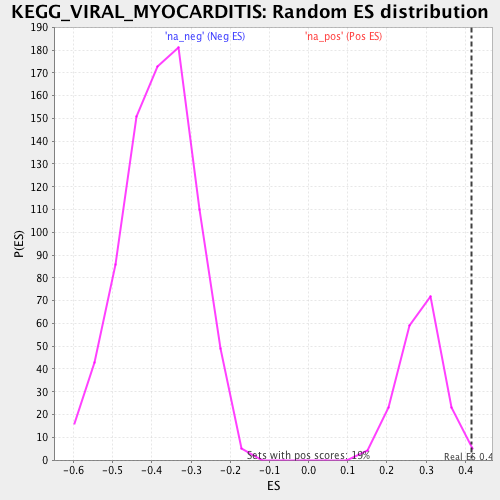 KEGG_VIRAL_MYOCARDITIS: Random ES distribution
'na_neg' (Neg ES) 'na_pos' (Pos ES)
190
180
170
160
150
140
130
120
110
100
90
80
70
60
50
40
30
20
10
0
P(ES)
Sets with pos scores: 19%
Real ES 0.4
-0.6 -0.5 -0.4 -0.3 -0.2 -0.1 0.0 0.1 0.2 0.3 0.4
ES